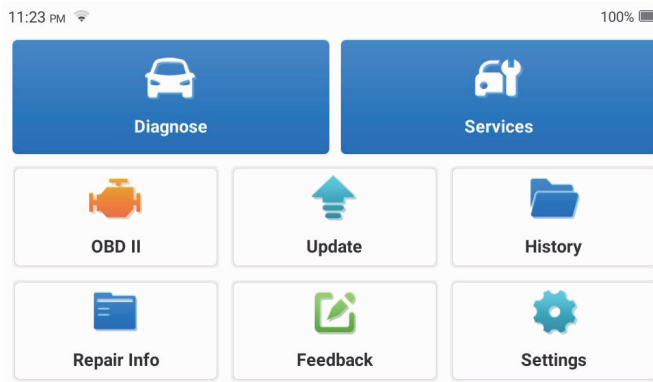 11:23 PM 100%
Diagnose Services
OBD II Update History
Repair Info Feedback Settings